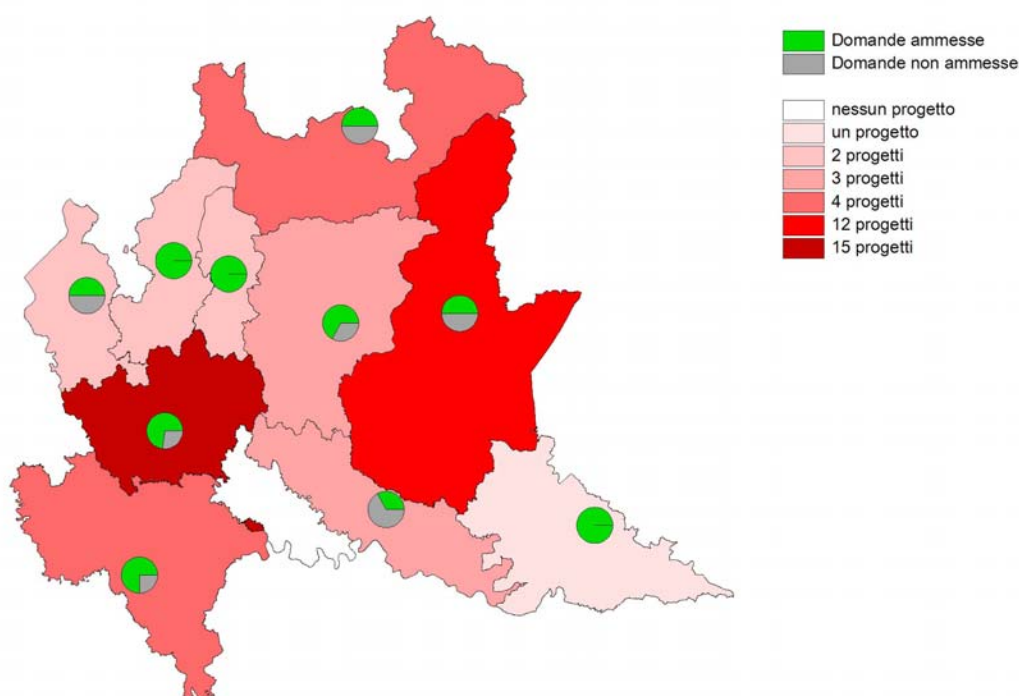 Domande ammesse
Domande non ammesse
nessun progetto
un progetto
2 progetti
3 progetti
4 progetti
12 progetti
15 progetti